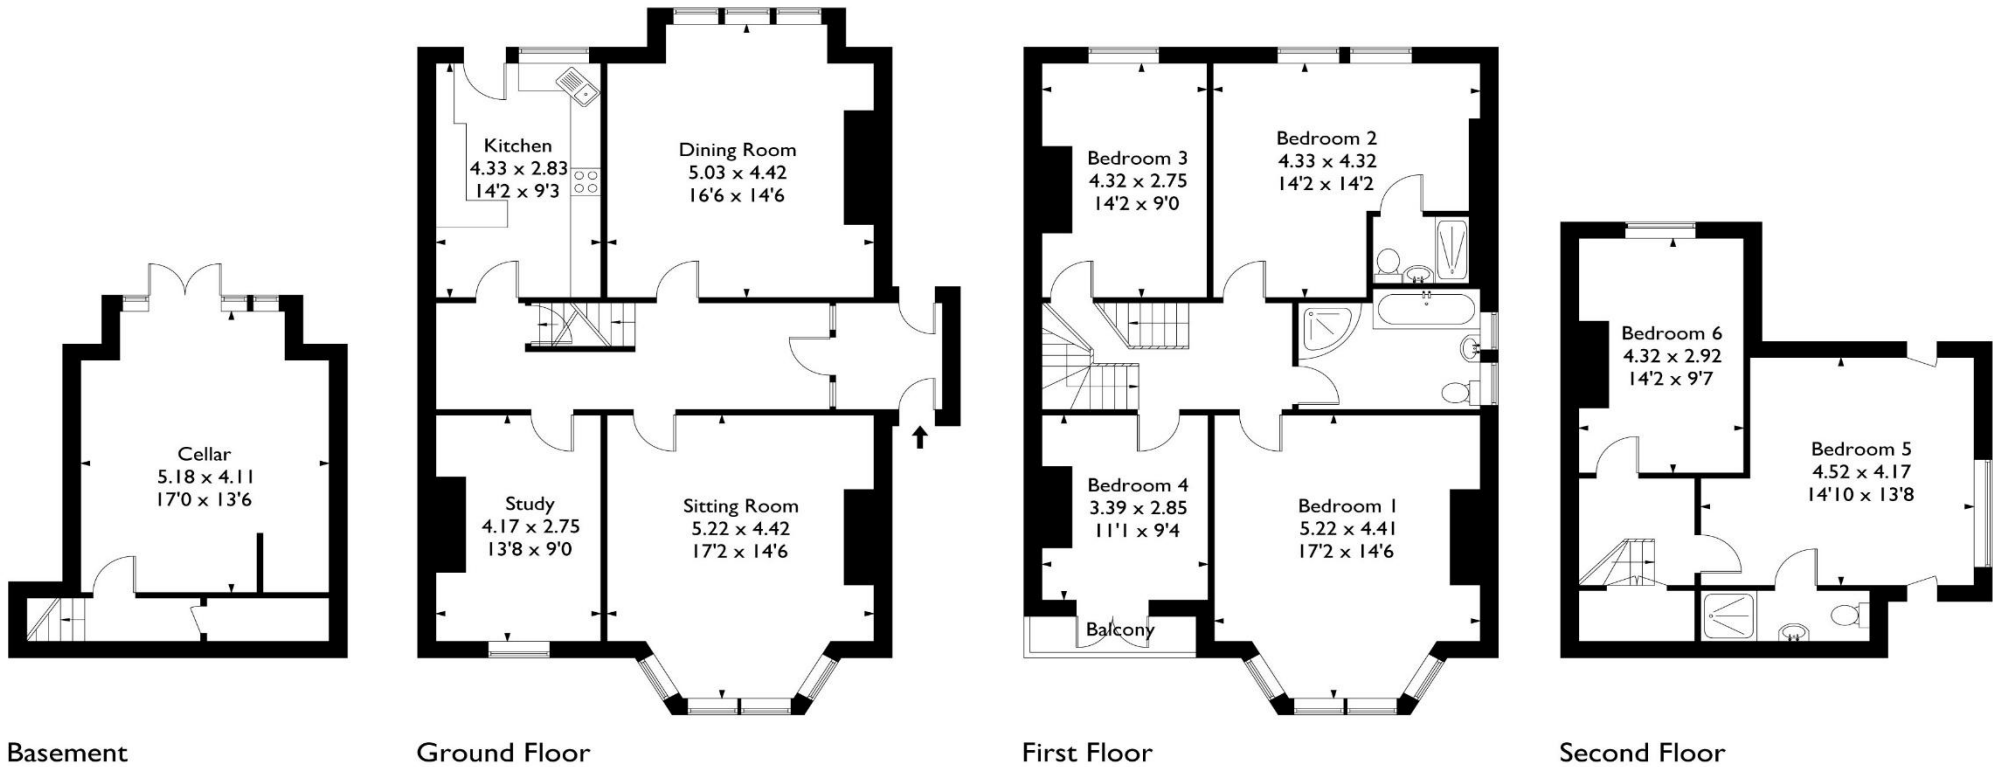 Kitchen
4.33 x 2.83
14'2 x 9'3
Dining Room
5.03 x 4.42
16'6 x 14'6
Bedroom 3
4.32 x 2.75
14'2 x 9'0
Bedroom 2
4.33 x 4.32
14'2 x 14'2
Bedroom 6
4.32 x 2.92
14'2 x 9'7
Cellar
5.18 x 4.11
17'0 x 13'6
Study
4.17 x 2.75
13'8 x 9'0
Sitting Room
5.22 x 4.42
17'2 x 14'6
Bedroom 4
3.39 x 2.85
11'1 x 9'4
Bedroom 1
5.22 x 4.41
17'2 x 14'6
Bedroom 5
4.52 x 4.17
14'10 x 13'8
Balcony
Basement
Ground Floor
First Floor
Second Floor